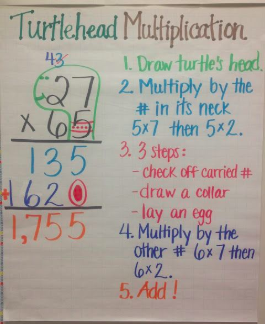 Turtlehead Multiplication
43
27
x 65
135
+ 1620
1,755
1. Draw turtle's head.
2. Multiply by the
# in its neck
5x7 then 5x2.
3. 3 steps:
- check off carried #
- draw a collar
- lay an egg
4. Multiply by the
other # 6x7 then
6x2.
5. Add!